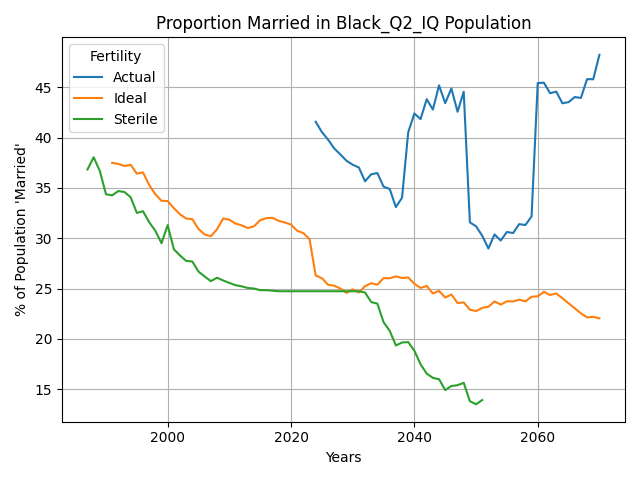 Proportion Married in Black_Q2_IQ Population
Fertility
Actual
Ideal
Sterile
% of Population 'Married'
45
40
35
30
25
20
15
2000
2020
2040
2060
Years